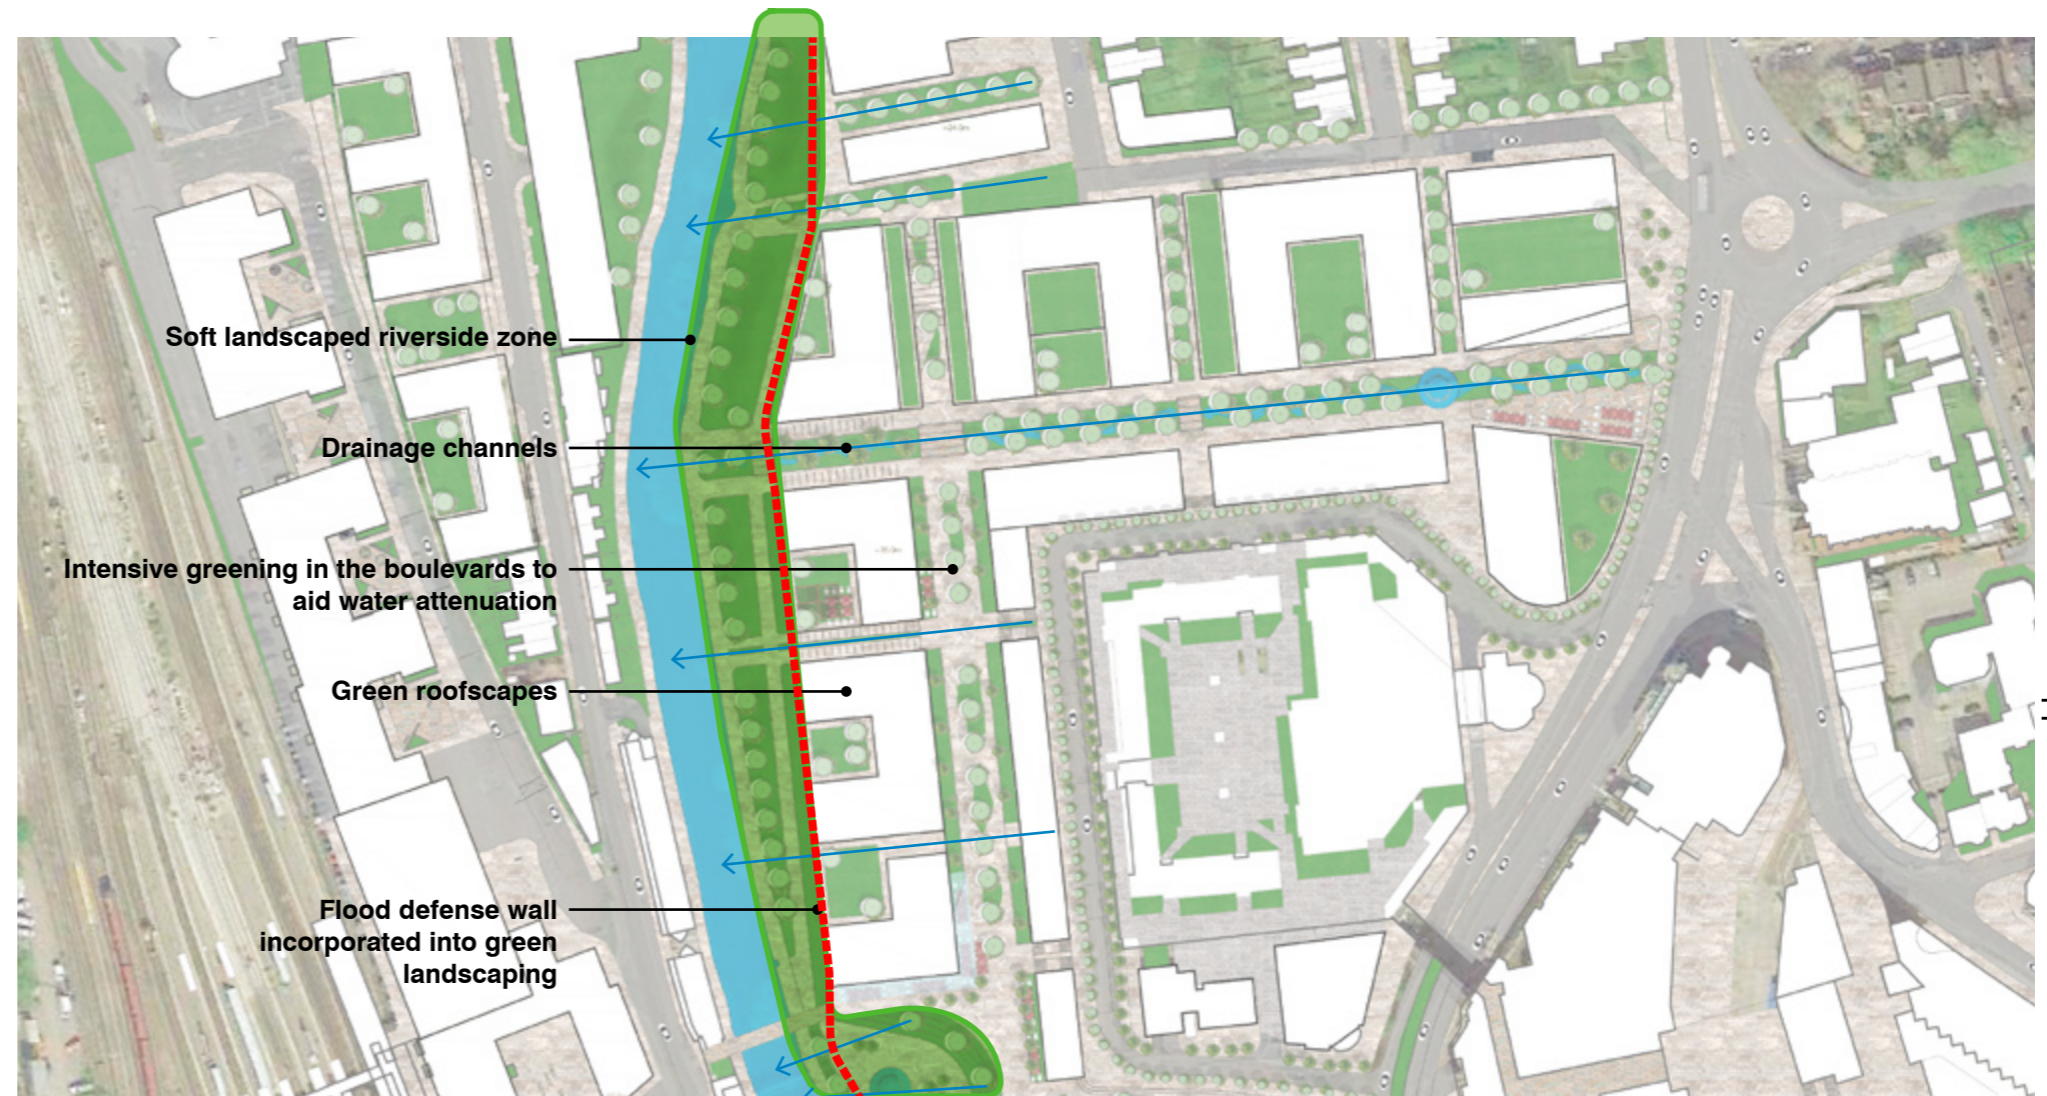 Soft landscaped riverside zone
Drainage channels
Intensive greening in the boulevards to
aid water attenuation
Green roofscapes
Flood defense wall
incorporated into green
landscaping